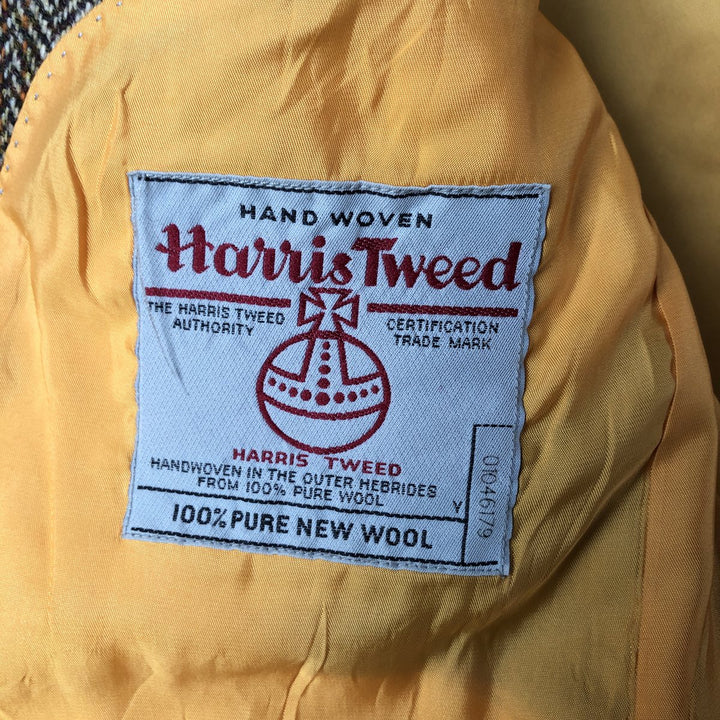 HAND WOVEN
Harris Tweed
THE HARRIS TWEED
AUTHORITY
CERTIFICATION
TRADE MARK
HARRIS TWEED
HANDWOVEN IN THE OUTER HEBRIDES
FROM 100% PURE WOOL
Y
100% PURE NEW WOOL
01046179